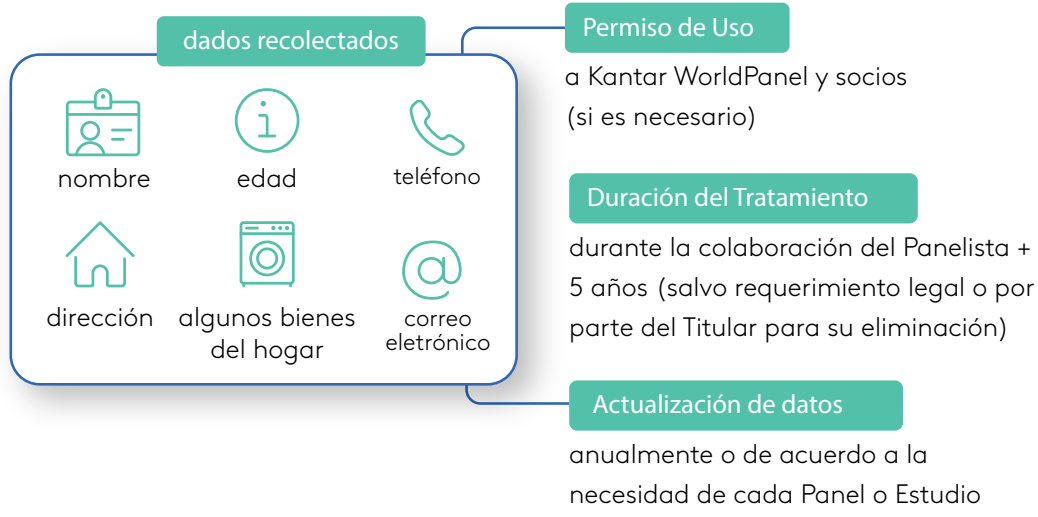 dados recolectados
nombre
edad
teléfono
dirección
algunos bienes
del hogar
correo
eletrónico
Permiso de Uso
a Kantar WorldPanel y socios
(si es necesario)
Duración del Tratamiento
durante la colaboración del Panelista +
5 años (salvo requerimiento legal o por
parte del Titular para su eliminación)
Actualización de datos
anualmente o de acuerdo a la
necesidad de cada Panel o Estudio